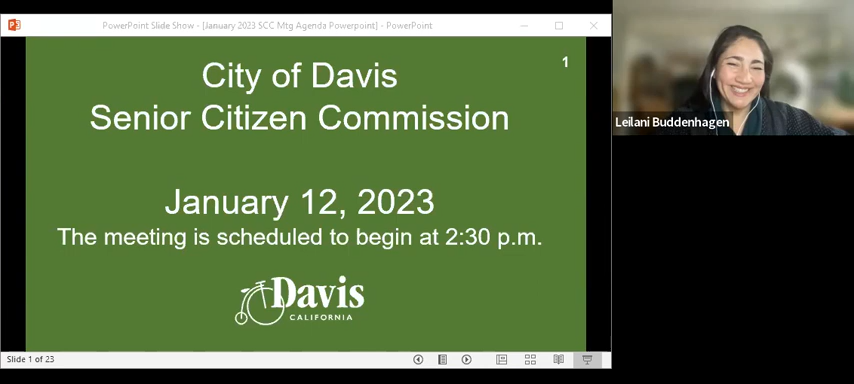 PowerPoint Slide Show - [January 2023 SCC Mtg Agenda Powerpoint] - PowerPoint
1
City of Davis
Senior Citizen Commission
January 12, 2023
The meeting is scheduled to begin at 2:30 p.m.
Davis
CALIFORNIA
Slide 1 of 23
Leilani Buddenhagen